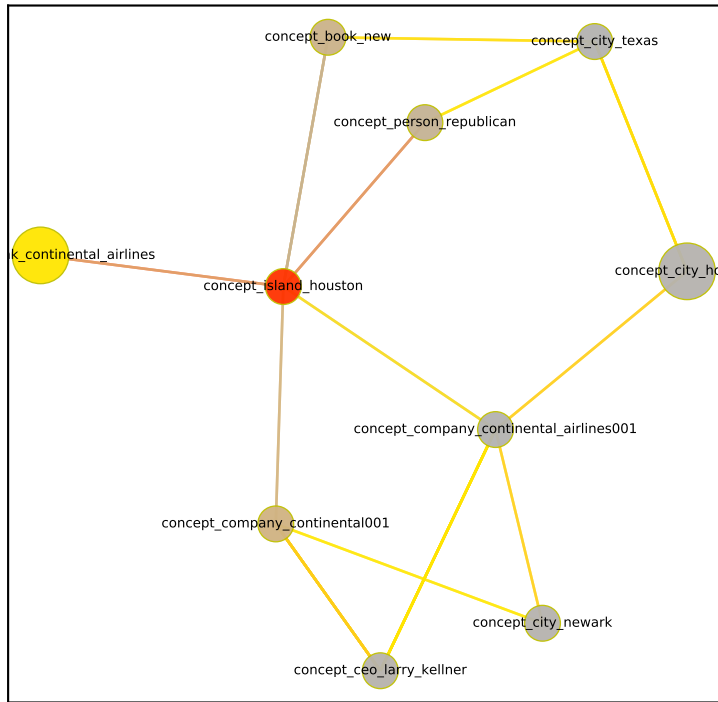 concept_book_new
concept_city_texas
concept_person_republican
k_continental_airlines
concept_city_ho
concept_island_houston
concept_company_continental_airlines001
concept_company_continental001
concept_city_newark
concept_ceo_larry_kellner